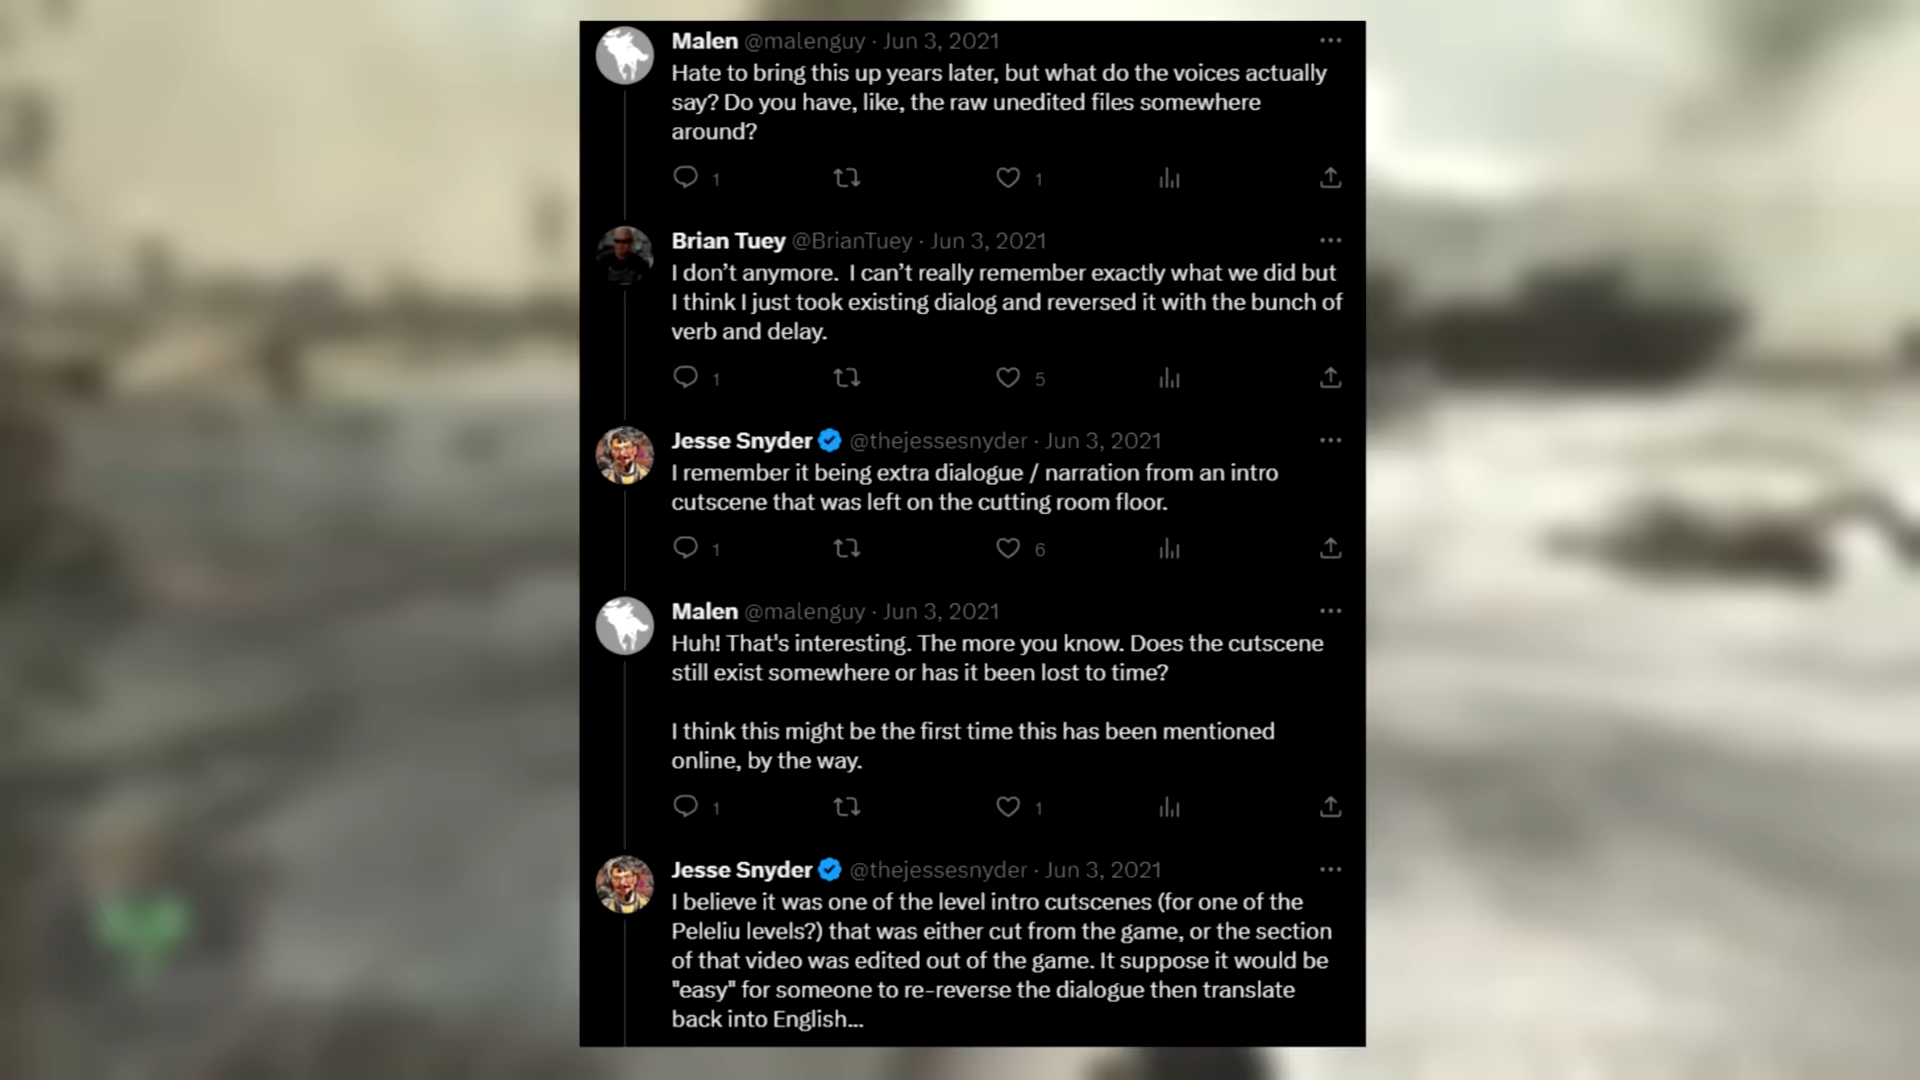 Malen @malenguy · Jun 3, 2021
Hate to bring this up years later, but what do the voices actually
say? Do you have, like, the raw unedited files somewhere
around?
1 1
Brian Tuey @BrianTuey · Jun 3, 2021
I don’t anymore.  I can’t really remember exactly what we did but
I think I just took existing dialog and reversed it with the bunch of
verb and delay.
1 5
Jesse Snyder @thejessesnyder · Jun 3, 2021
I remember it being extra dialogue / narration from an intro
cutscene that was left on the cutting room floor.
1 6
Malen @malenguy · Jun 3, 2021
Huh! That's interesting. The more you know. Does the cutscene
still exist somewhere or has it been lost to time?
I think this might be the first time this has been mentioned
online, by the way.
1 1
Jesse Snyder @thejessesnyder · Jun 3, 2021
I believe it was one of the level intro cutscenes (for one of the
Peleliu levels?) that was either cut from the game, or the section
of that video was edited out of the game. It suppose it would be
"easy" for someone to re-reverse the dialogue then translate
back into English...